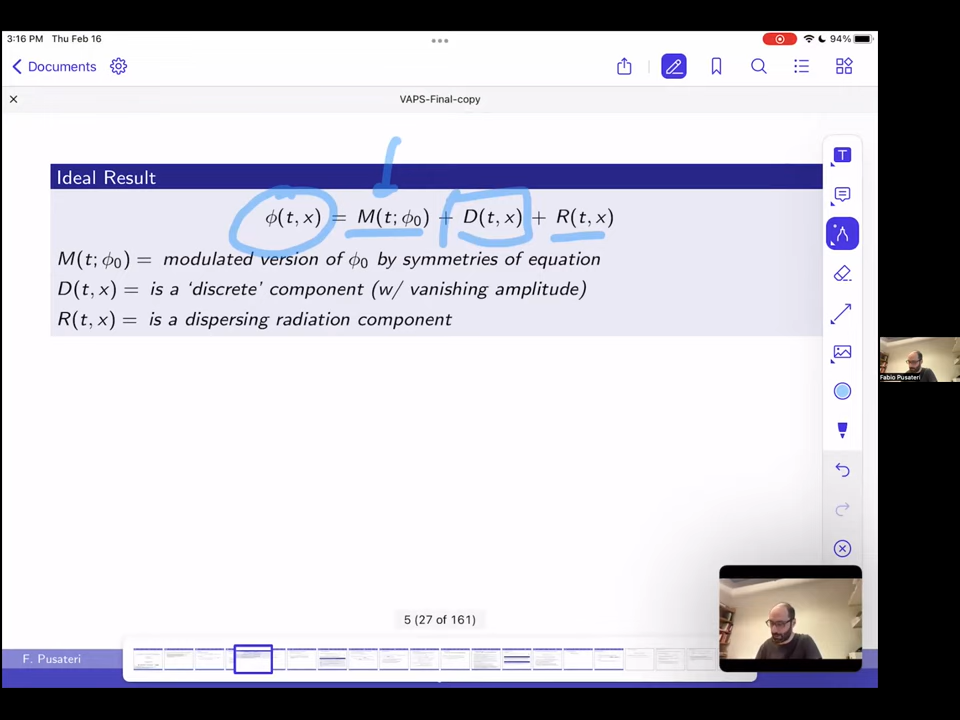 3:16 PM Thu Feb 16
94%
Documents
VAPS-Final-copy
Ideal Result
ϕ(t, x) = M(t; ϕ₀) + D(t, x) + R(t, x)
M(t; ϕ₀) = modulated version of ϕ₀ by symmetries of equation
D(t, x) = is a 'discrete' component (w/ vanishing amplitude)
R(t, x) = is a dispersing radiation component
Fabio Pusateri
5 (27 of 161)
F. Pusateri